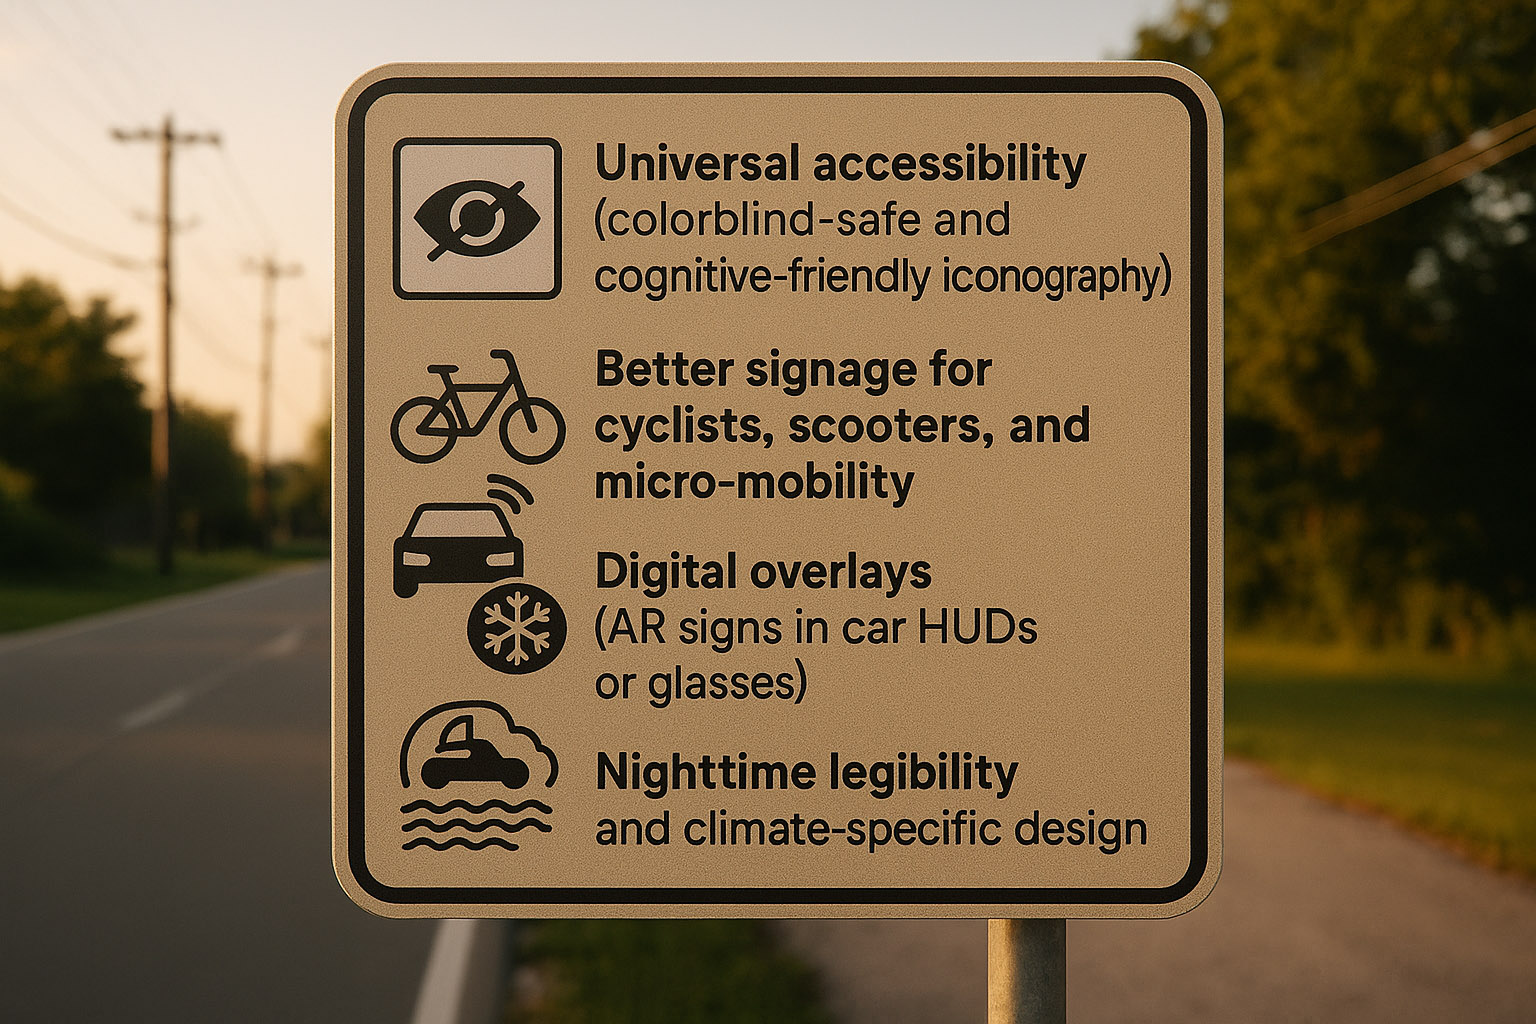 Universal accessibility
(colorblind-safe and
cognitive-friendly iconography)
Better signage for
cyclists, scooters, and
micro-mobility
Digital overlays
(AR signs in car HUDs
or glasses)
Nighttime legibility
and climate-specific design